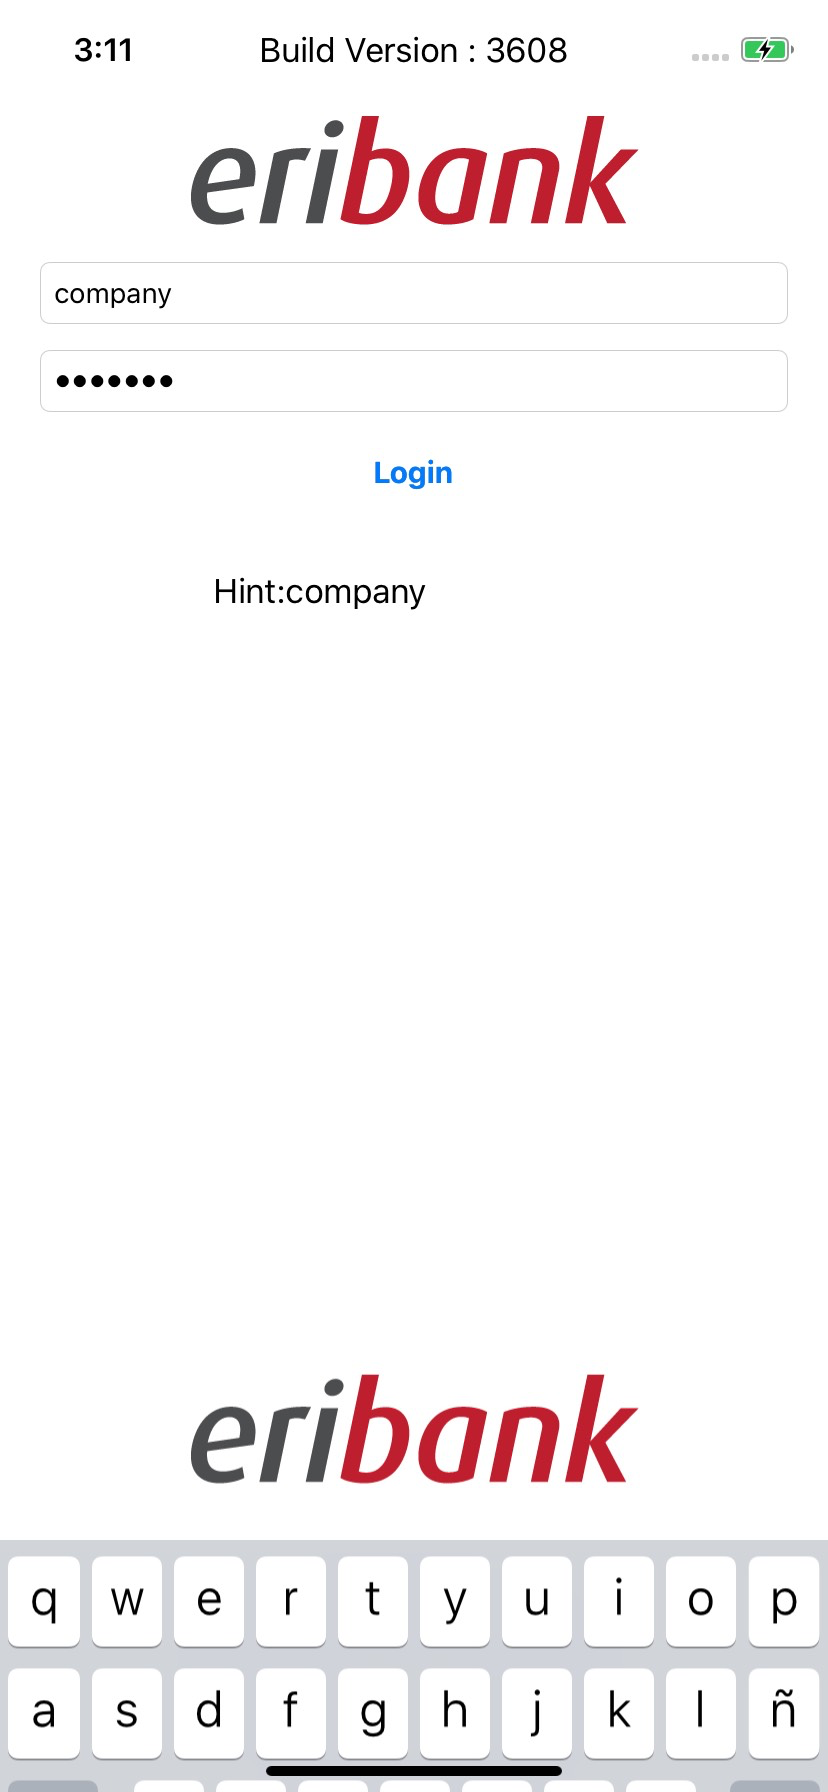 3:11 Build Version : 3608
eribank
company
•••••••
Login
Hint:company
eribank
q w e r t y u i o p
a s d f g h j k l ñ